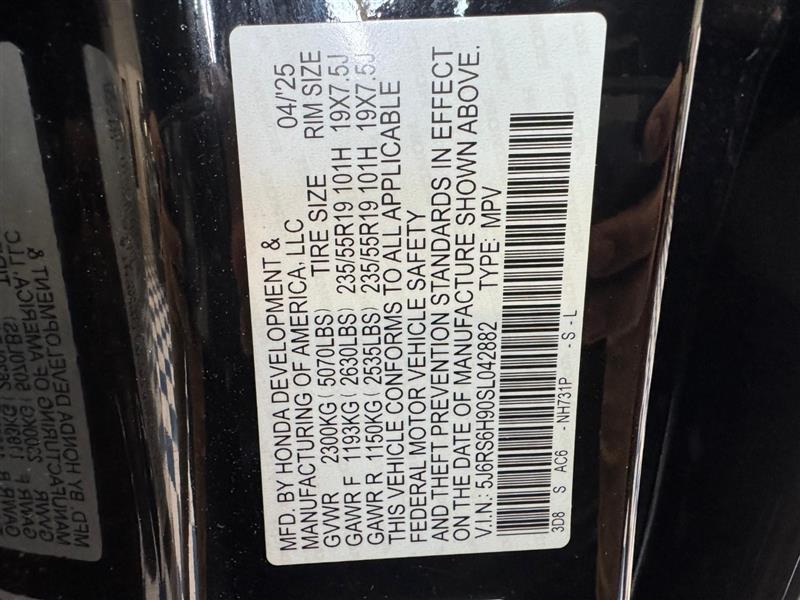 MFD. BY HONDA DEVELOPMENT &
MANUFACTURING OF AMERICA, LLC 04/'25
GVWR 2300KG ( 5070LBS) TIRE SIZE RIM SIZE
GAWR F 1193KG ( 2630LBS) 235/55R19 101H 19X7.5J
GAWR R 1150KG ( 2535LBS) 235/55R19 101H 19X7.5J
THIS VEHICLE CONFORMS TO ALL APPLICABLE
FEDERAL MOTOR VEHICLE SAFETY
AND THEFT PREVENTION STANDARDS IN EFFECT
ON THE DATE OF MANUFACTURE SHOWN ABOVE.
V.I.N.: 5J6RS6H90SL042882 TYPE: MPV
3D8 S AC6 - NH731P - S - L